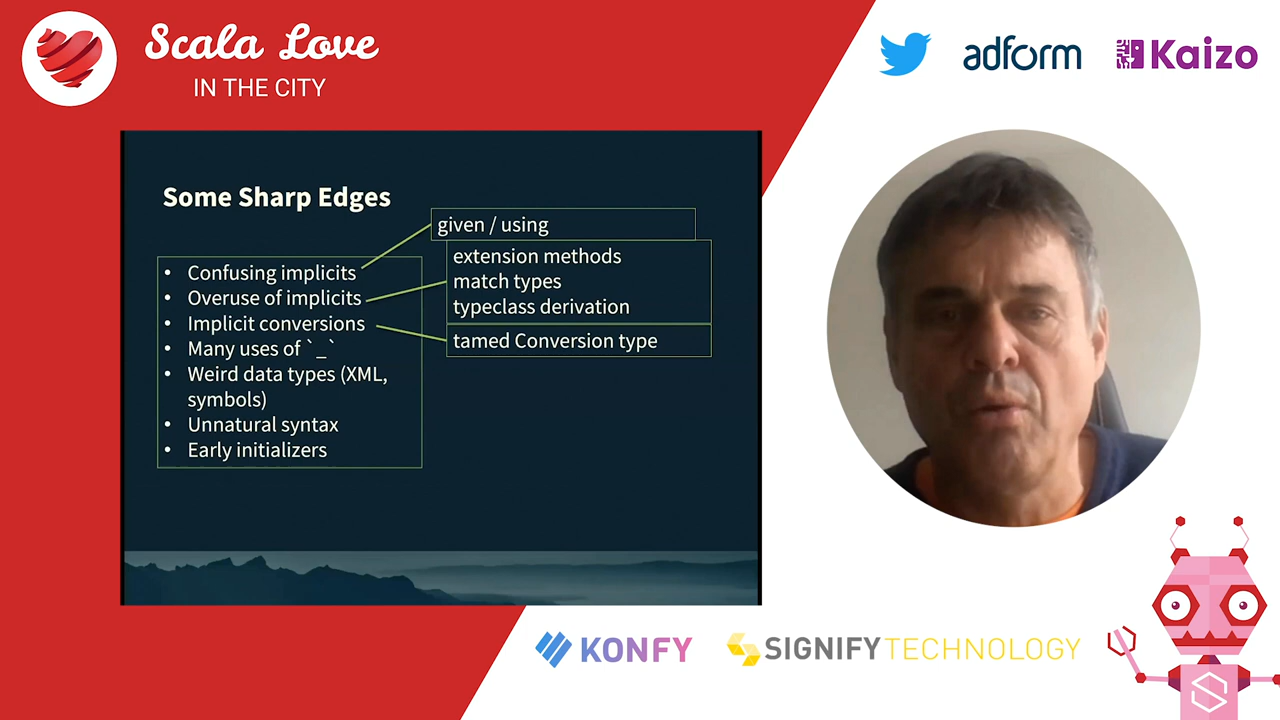 Scala Love
IN THE CITY
adform
Kaizo
Some Sharp Edges
given / using
extension methods
match types
typeclass derivation
tamed Conversion type
• Confusing implicits
• Overuse of implicits
• Implicit conversions
• Many uses of `_`
• Weird data types (XML,
symbols)
• Unnatural syntax
• Early initializers
KONFY
SIGNIFYTECHNOLOGY